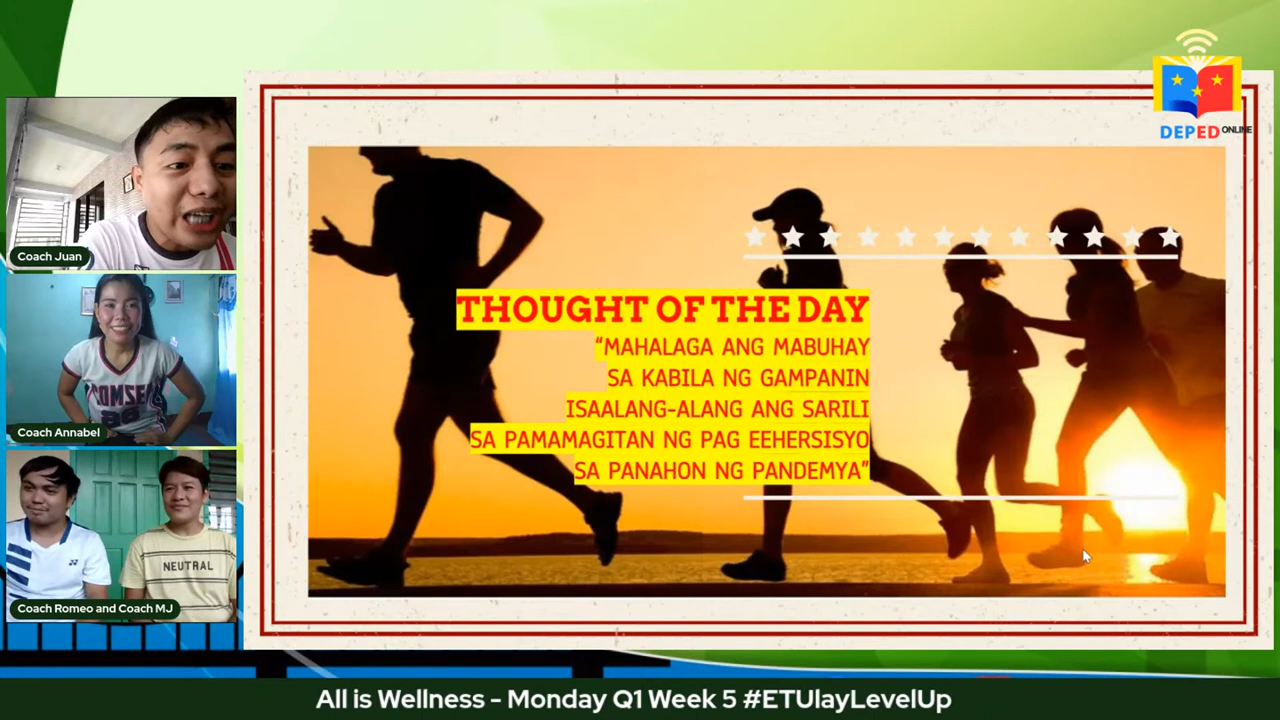 DEPED ONLINE
Coach Juan
COMSE
Coach Annabel
NEUTRAL
Coach Romeo and Coach MJ
THOUGHT OF THE DAY
“MAHALAGA ANG MABUHAY
SA KABILA NG GAMPANIN
ISAALANG-ALANG ANG SARILI
SA PAMAMAGITAN NG PAG EEHERSISYO
SA PANAHON NG PANDEMYA”
All is Wellness - Monday Q1 Week 5 #ETUlayLevelUp